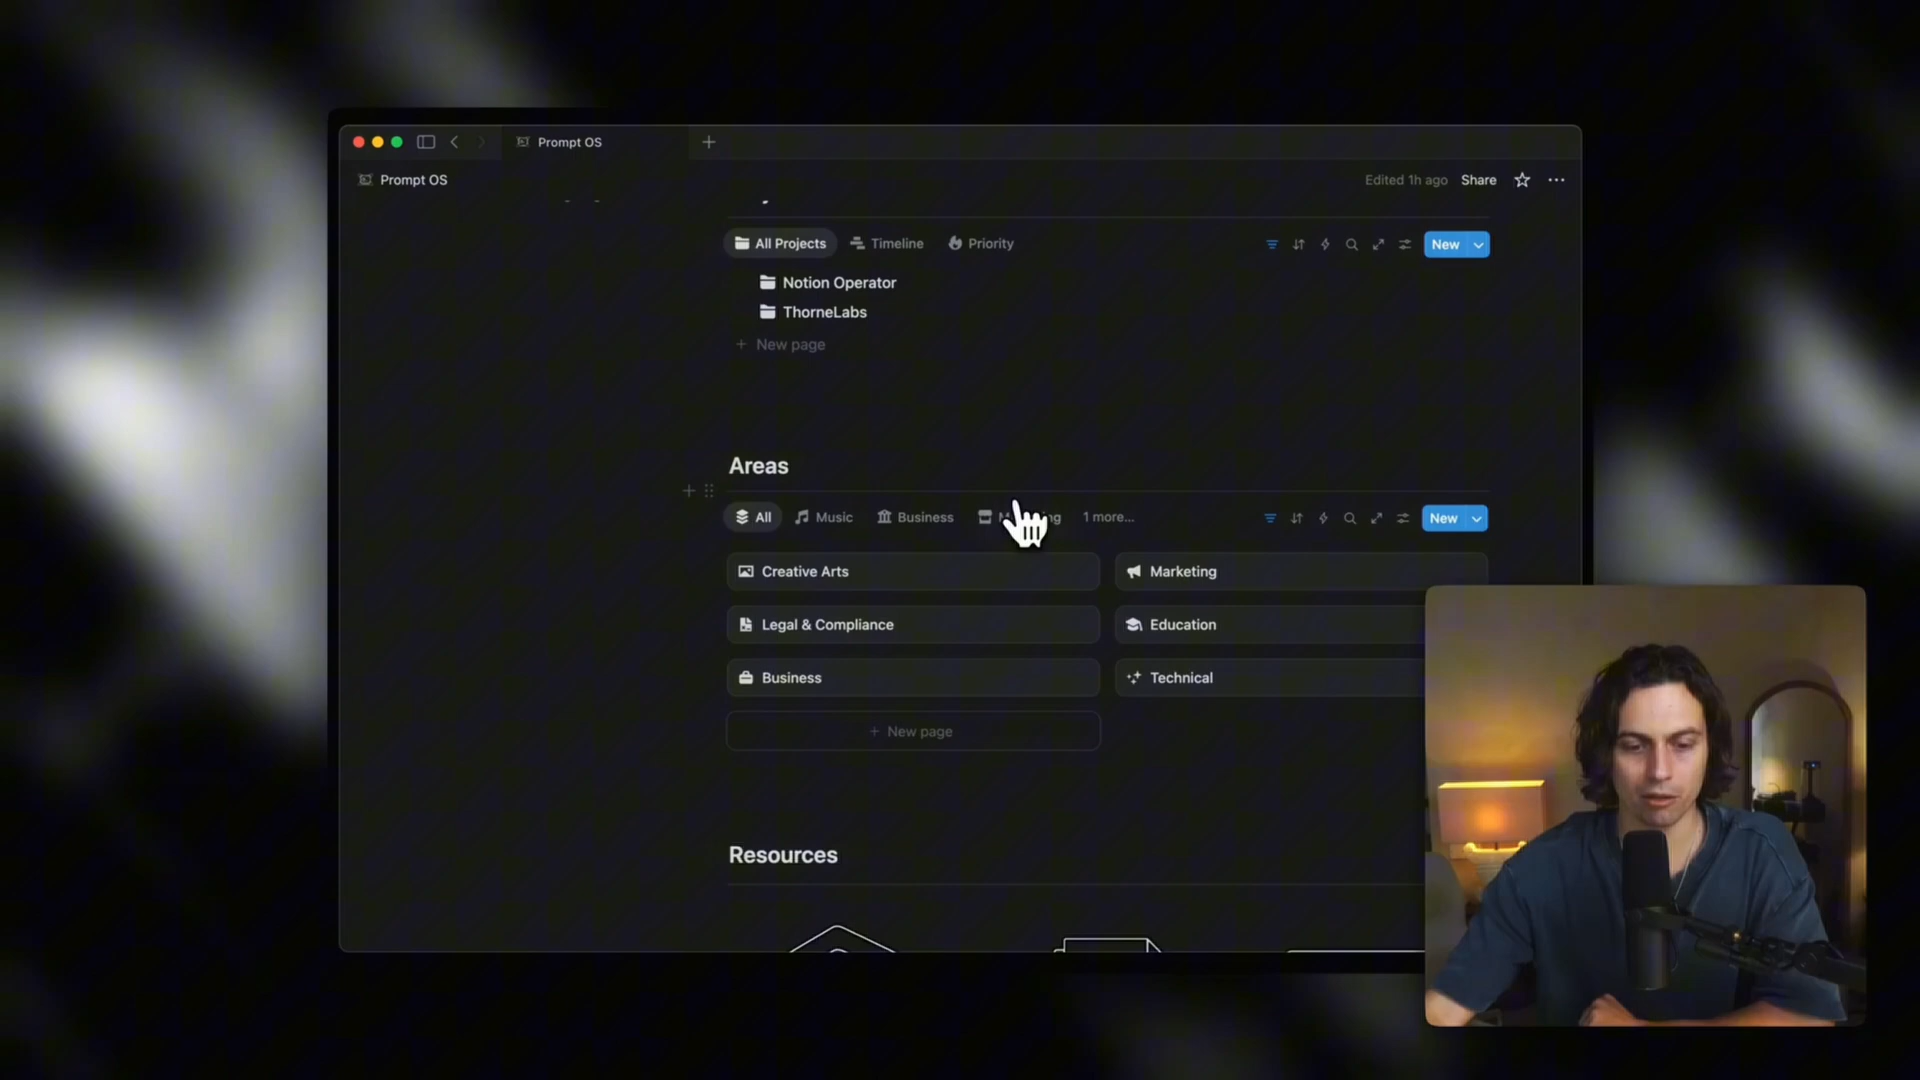 Prompt OS
Prompt OS
Edited 1h ago Share
All Projects Timeline Priority New
Notion Operator
ThorneLabs
New page
Areas
All Music Business 1 more... New
Creative Arts Marketing
Legal & Compliance Education
Business Technical
New page
Resources